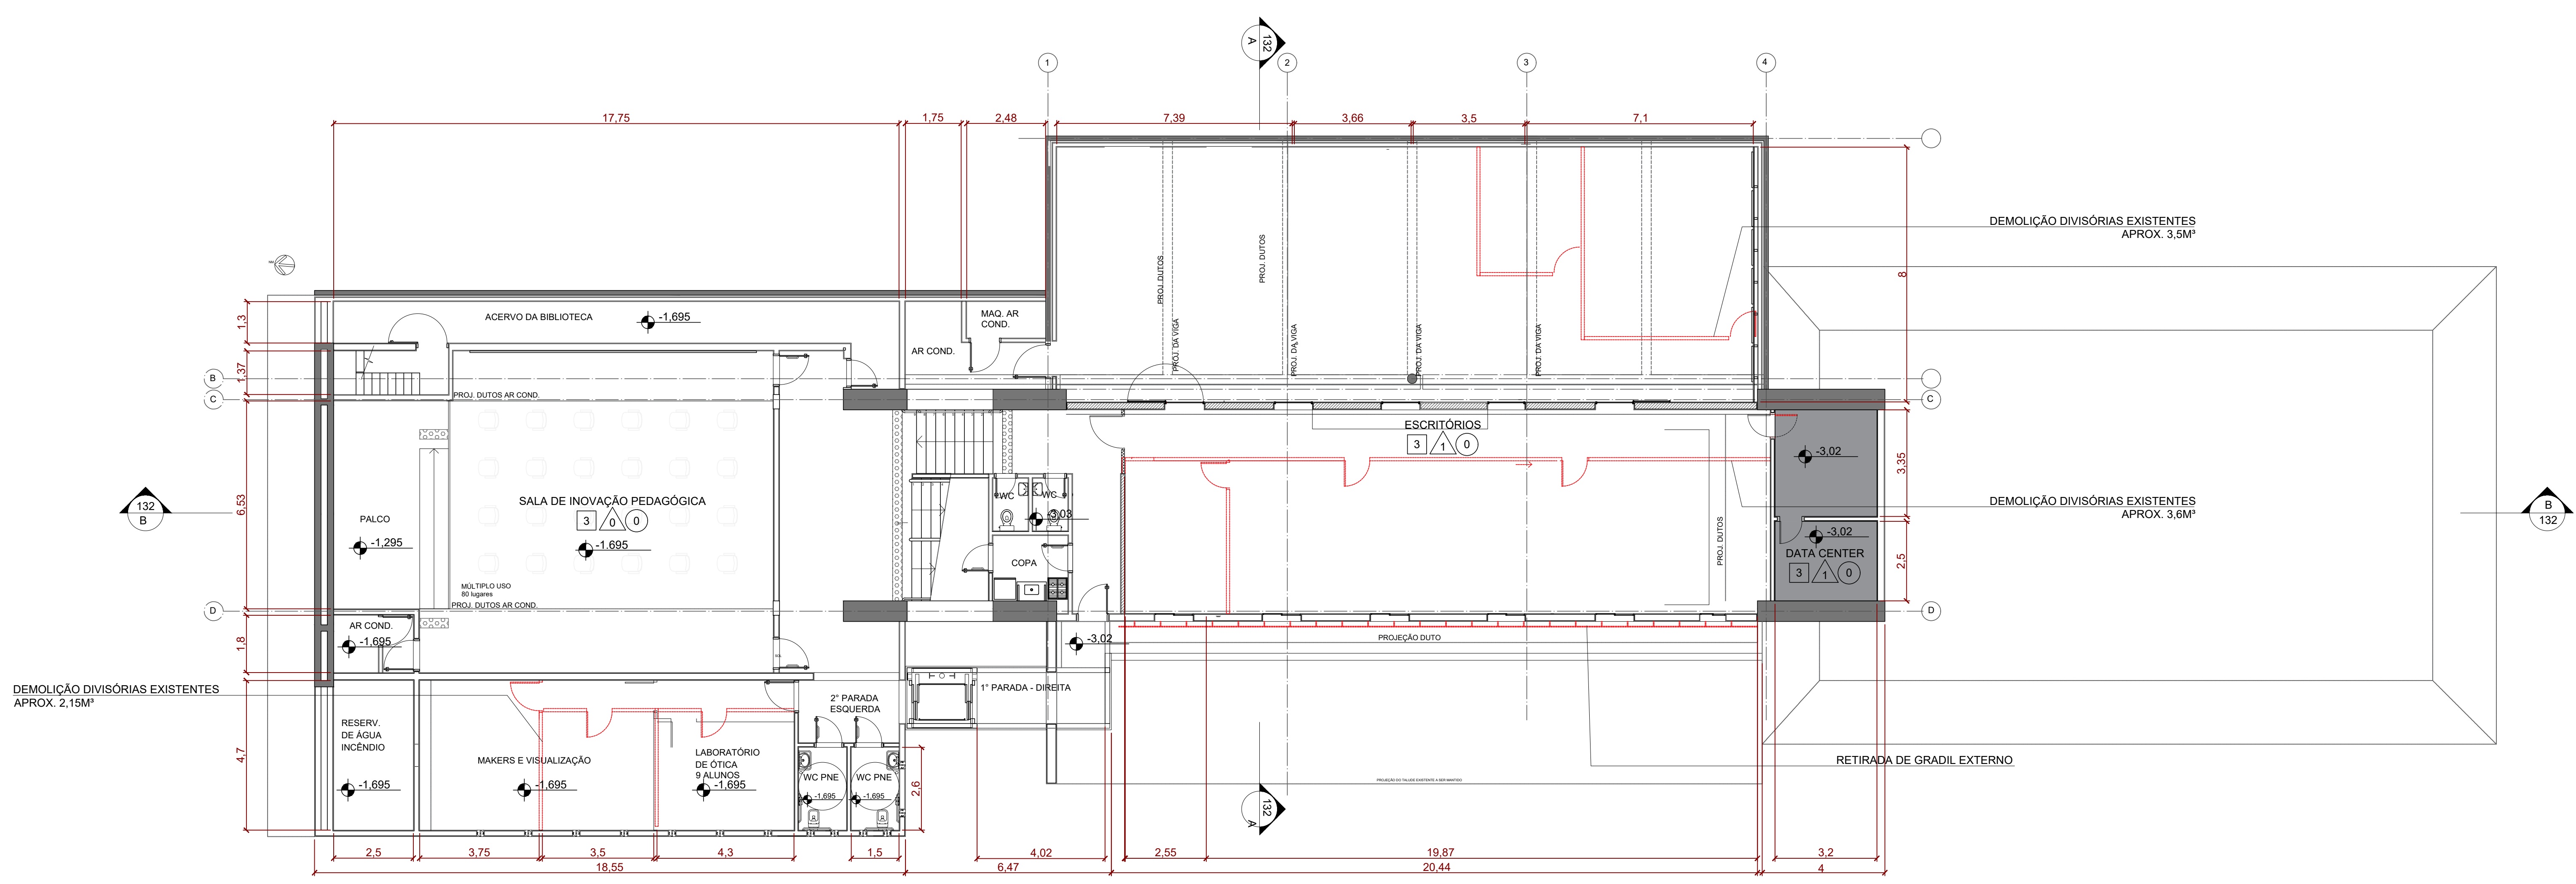 132
A
1
2
3
4
17,75
1,75
2,48
7,39
3,66
3,5
7,1
DEMOLIÇÃO DIVISÓRIAS EXISTENTES
APROX. 3,5M³
8
PROJ. DUTOS
PROJ. DUTOS
1,3
ACERVO DA BIBLIOTECA
-1,695
MAQ. AR
COND.
AR COND.
PROJ. DA VIGA
PROJ. DA VIGA
PROJ. DA VIGA
PROJ. DA VIGA
1,37
B
C
PROJ. DUTOS AR COND.
C
ESCRITÓRIOS
3
1
0
-3,02
3,35
132
B
6,53
PALCO
-1,295
SALA DE INOVAÇÃO PEDAGÓGICA
3
0
0
-1.695
WC
WC
-3,03
COPA
DEMOLIÇÃO DIVISÓRIAS EXISTENTES
APROX. 3,6M³
B
132
PROJ. DUTOS
-3,02
DATA CENTER
3
1
0
2,5
MÚLTIPLO USO
80 lugares
PROJ. DUTOS AR COND.
D
D
AR COND.
-1,695
1,8
-3,02
PROJEÇÃO DUTO
DEMOLIÇÃO DIVISÓRIAS EXISTENTES
APROX. 2,15M³
1° PARADA - DIREITA
2° PARADA
ESQUERDA
RESERV.
DE ÁGUA
INCÊNDIO
-1,695
4,7
MAKERS E VISUALIZAÇÃO
-1,695
LABORATÓRIO
DE ÓTICA
9 ALUNOS
-1,695
WC PNE
-1,695
WC PNE
-1,695
2,6
RETIRADA DE GRADIL EXTERNO
PROJEÇÃO DO TALUDE EXISTENTE A SER MANTIDO
132
A
2,5
3,75
3,5
4,3
1,5
4,02
2,55
19,87
3,2
18,55
6,47
20,44
4